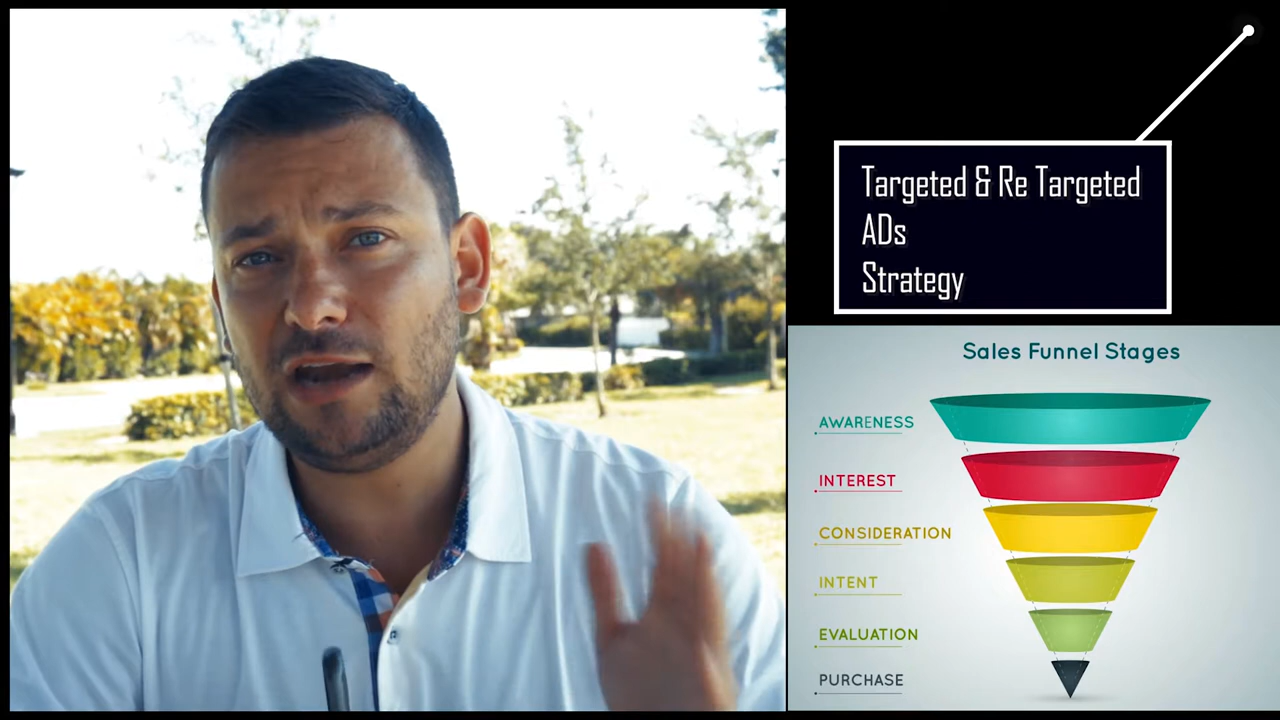 Targeted & Re Targeted
ADs
Strategy
Sales Funnel Stages
AWARENESS
INTEREST
CONSIDERATION
INTENT
EVALUATION
PURCHASE